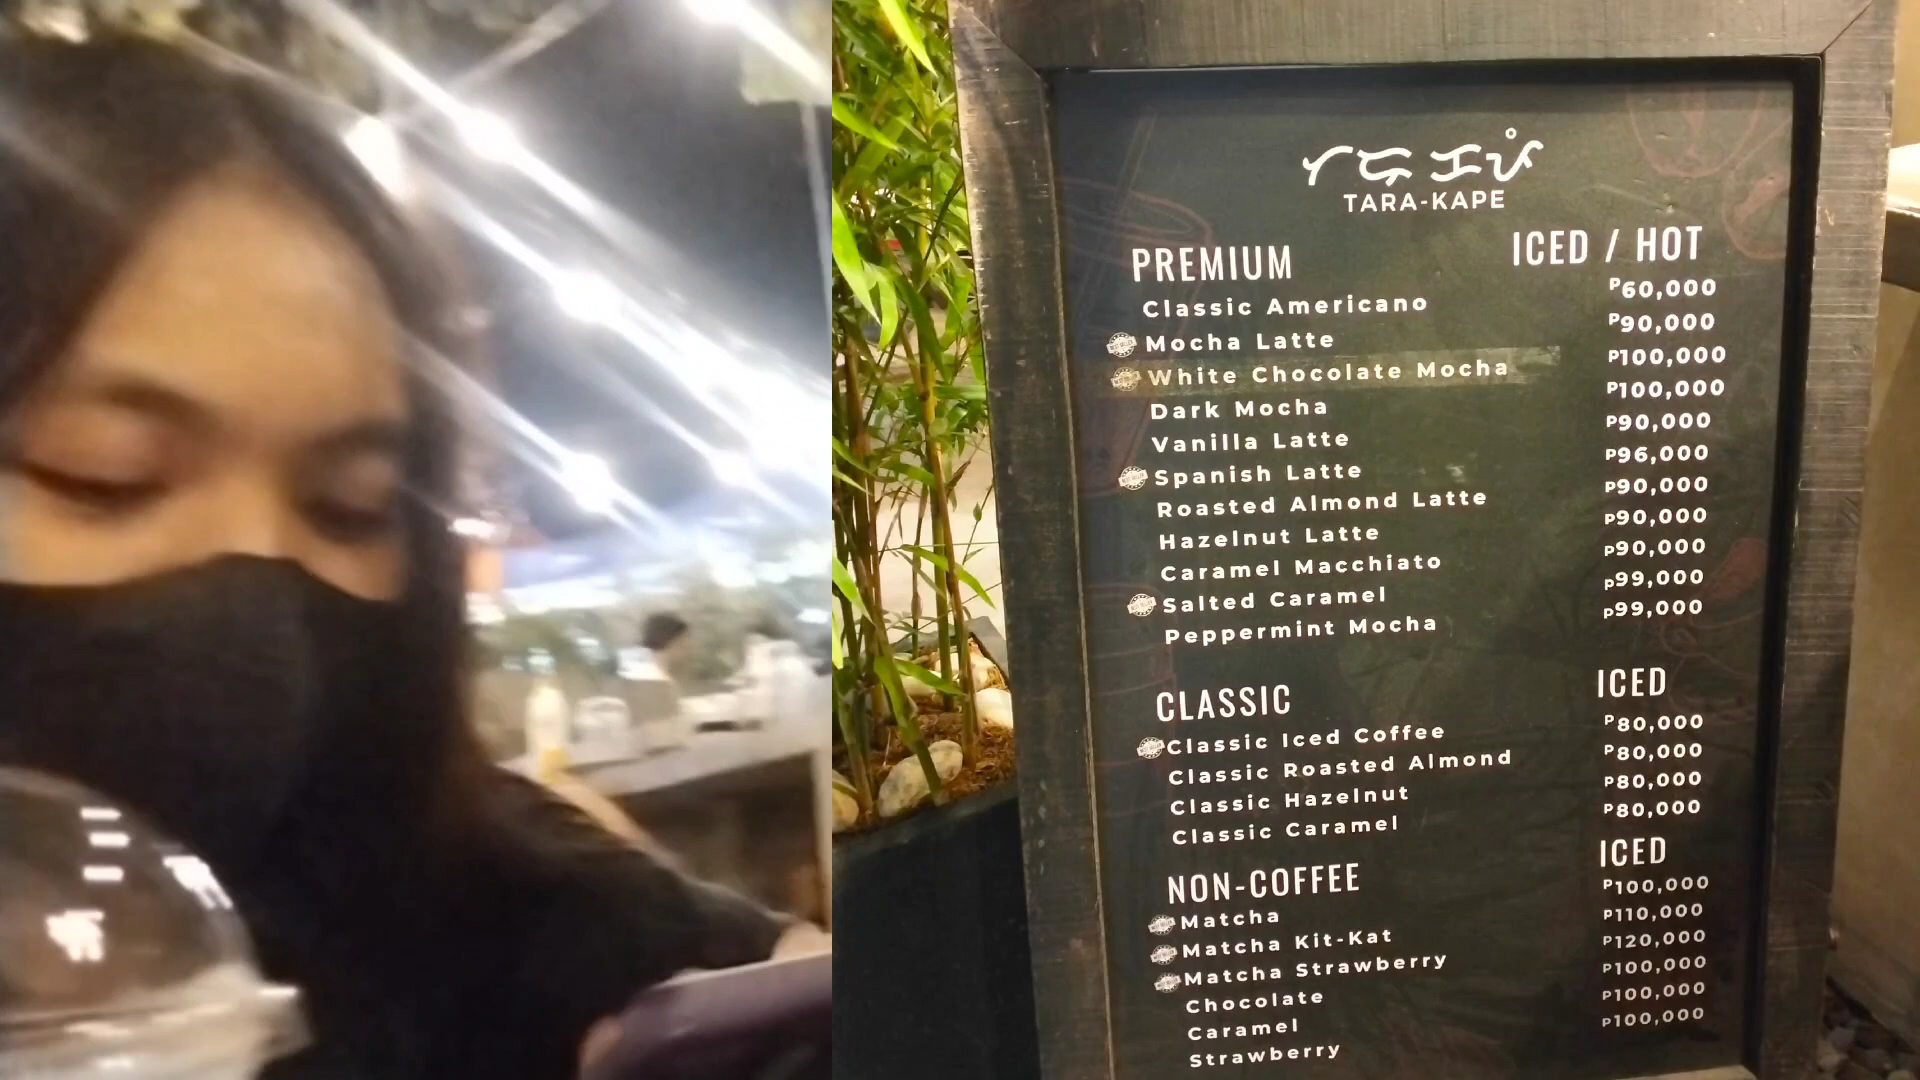 ᜆᜇᜃᜉᜒ
TARA-KAPE
PREMIUM ICED / HOT
Classic Americano ₱60,000
Mocha Latte ₱90,000
White Chocolate Mocha ₱100,000
Dark Mocha ₱100,000
Vanilla Latte ₱90,000
Spanish Latte ₱96,000
Roasted Almond Latte ₱90,000
Hazelnut Latte ₱90,000
Caramel Macchiato ₱90,000
Salted Caramel ₱99,000
Peppermint Mocha ₱99,000
CLASSIC ICED
Classic Iced Coffee ₱80,000
Classic Roasted Almond ₱80,000
Classic Hazelnut ₱80,000
Classic Caramel ₱80,000
NON-COFFEE ICED
Matcha ₱100,000
Matcha Kit-Kat ₱110,000
Matcha Strawberry ₱120,000
Chocolate ₱100,000
Caramel ₱100,000
Strawberry ₱100,000